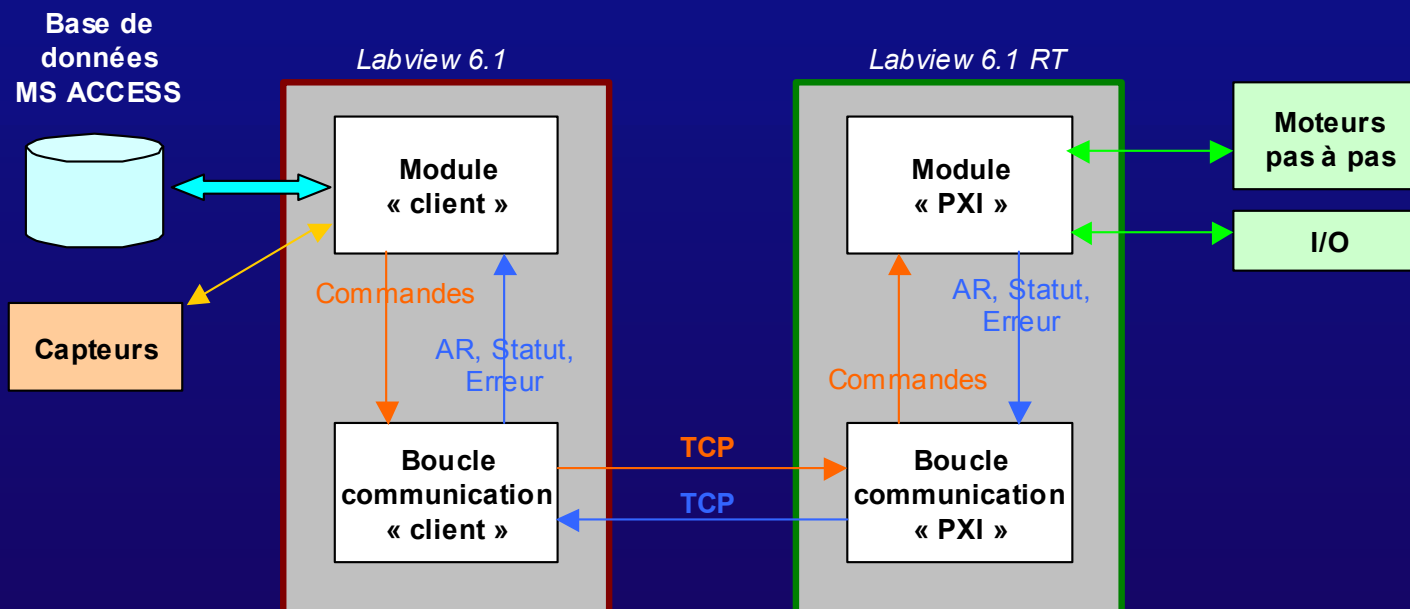 Base de
données
MS ACCESS
Labview 6.1
Labview 6.1 RT
Module
« client »
Module
« PXI »
Moteurs
pas à pas
I/O
Capteurs
Commandes
AR, Statut,
Erreur
AR, Statut,
Erreur
Commandes
Boucle
communication
« client »
TCP
TCP
Boucle
communication
« PXI »